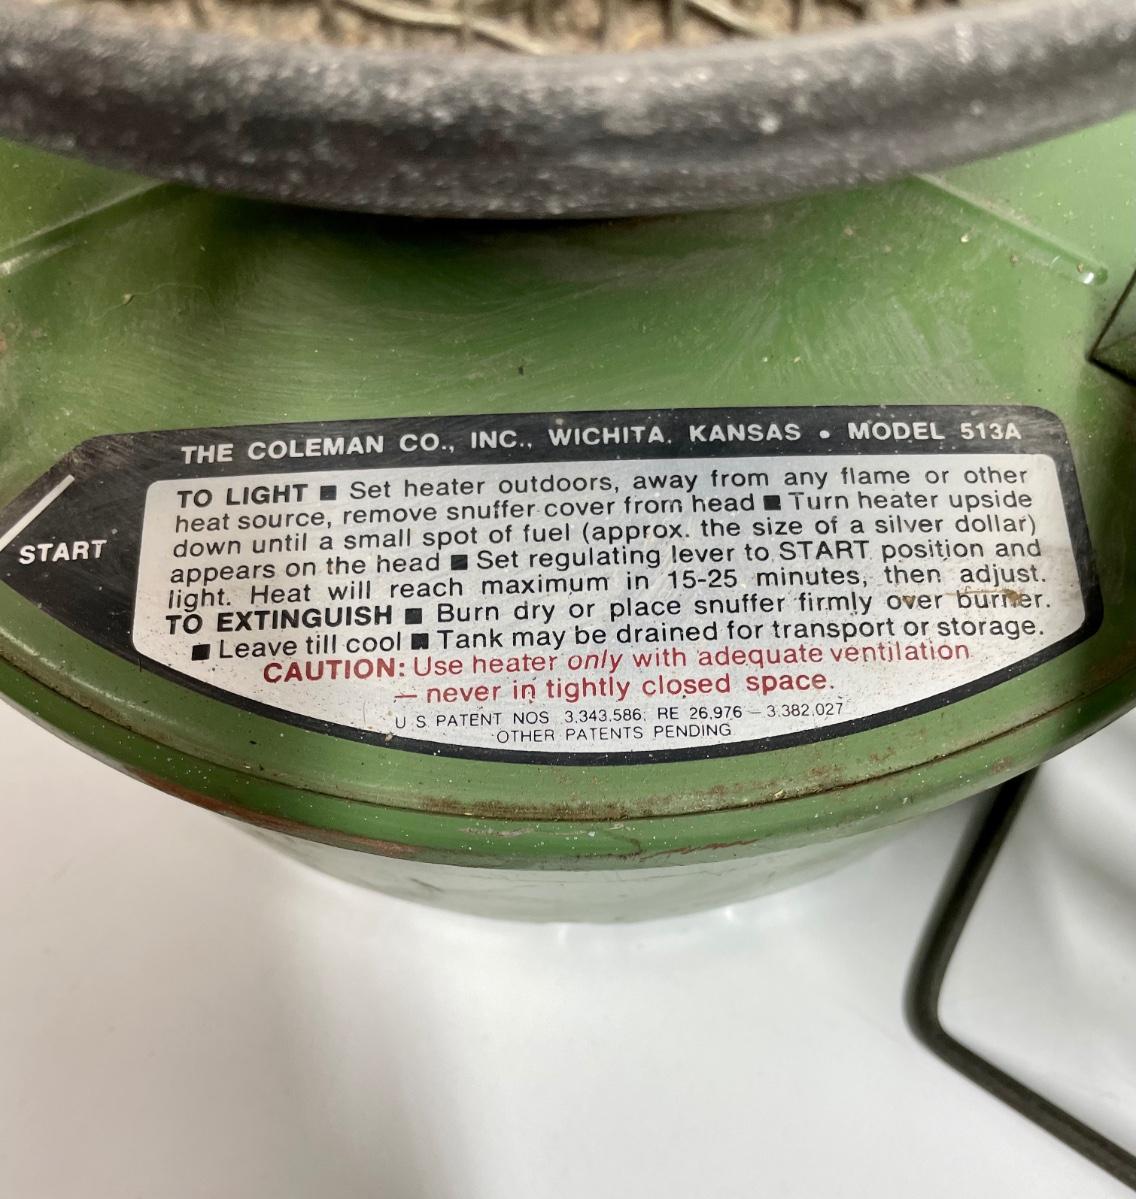 THE COLEMAN CO., INC., WICHITA, KANSAS • MODEL 513A
START
TO LIGHT ■ Set heater outdoors, away from any flame or other
heat source, remove snuffer cover from head ■ Turn heater upside
down until a small spot of fuel (approx. the size of a silver dollar)
appears on the head ■ Set regulating lever to START position and
light. Heat will reach maximum in 15-25 minutes, then adjust.
TO EXTINGUISH ■ Burn dry or place snuffer firmly over burner.
■ Leave till cool ■ Tank may be drained for transport or storage.
CAUTION: Use heater only with adequate ventilation
— never in tightly closed space.
U.S. PATENT NOS. 3,343,586; RE 26,976 — 3,382,027
OTHER PATENTS PENDING